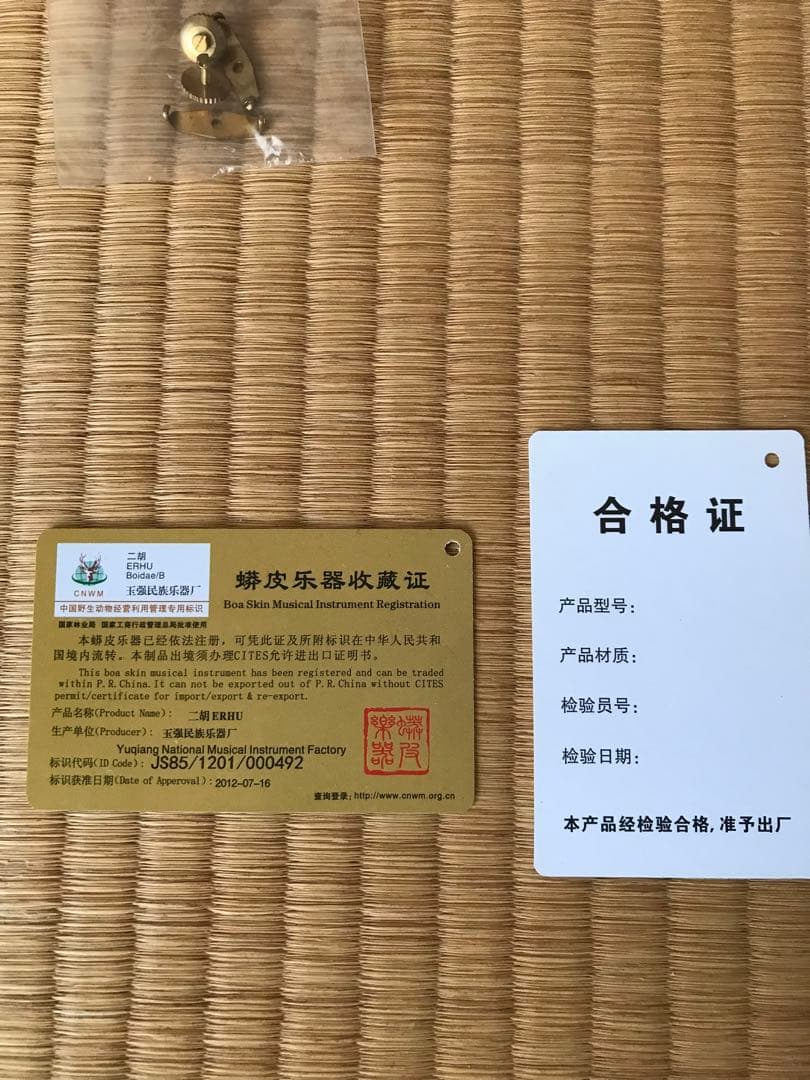 二胡
ERHU
Boidae/B
CNWM
玉强民族乐器厂
中国野生动物经营利用管理专用标识
国家林业局 国家工商行政管理总局批准使用
蟒皮乐器收藏证
Boa Skin Musical Instrument Registration
本蟒皮乐器已经依法注册，可凭此证及所附标识在中华人民共和
国境内流转。本制品出境须办理CITES允许进出口证明书。
This boa skin musical instrument has been registered and can be traded
within P.R.China.It can not be exported out of P.R.China without CITES
permit/certificate for import/export & re-export.
产品名称(Product Name)： 二胡ERHU
生产单位(Producer)： 玉强民族乐器厂
Yuqiang National Musical Instrument Factory
标识代码(ID Code)：JS85/1201/000492
标识获准日期(Date of Apperoval)：2012-07-16
查询登录：http://www.cnwm.org.cn
蟒皮
樂器
合格证
产品型号：
产品材质：
检验员号：
检验日期：
本产品经检验合格,准予出厂